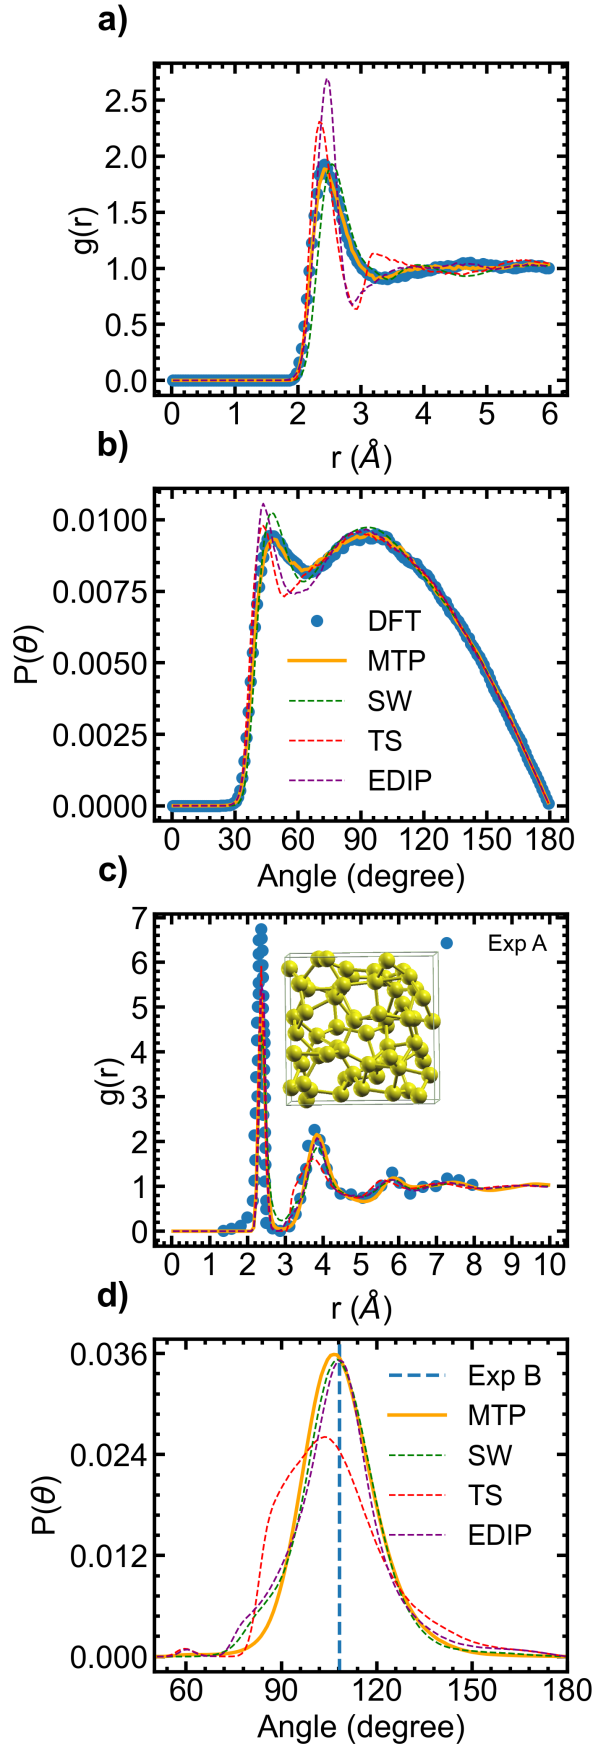 a)
2.5
2.0
1.5
1.0
0.5
0.0
g(r)
0 1 2 3 4 5 6
r (Å)
b)
0.0100
0.0075
0.0050
0.0025
0.0000
P(θ)
DFT
MTP
SW
TS
EDIP
0 30 60 90 120 150 180
Angle (degree)
c)
7
6
5
4
3
2
1
0
g(r)
Exp A
0 1 2 3 4 5 6 7 8 9 10
r (Å)
d)
0.036
0.024
0.012
0.000
P(θ)
Exp B
MTP
SW
TS
EDIP
60 90 120 150 180
Angle (degree)